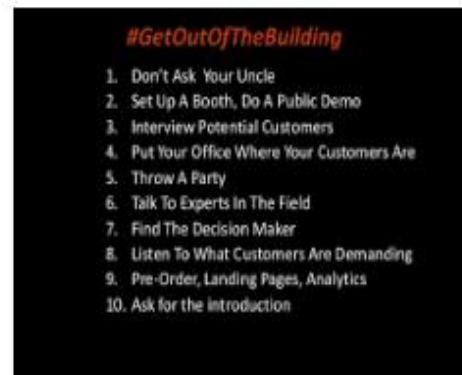 #GetOutOfTheBuilding
1. Don't Ask Your Uncle
2. Set Up A Booth, Do A Public Demo
3. Interview Potential Customers
4. Put Your Office Where Your Customers Are
5. Throw A Party
6. Talk To Experts In The Field
7. Find The Decision Maker
8. Listen To What Customers Are Demanding
9. Pre-Order, Landing Pages, Analytics
10. Ask for the introduction